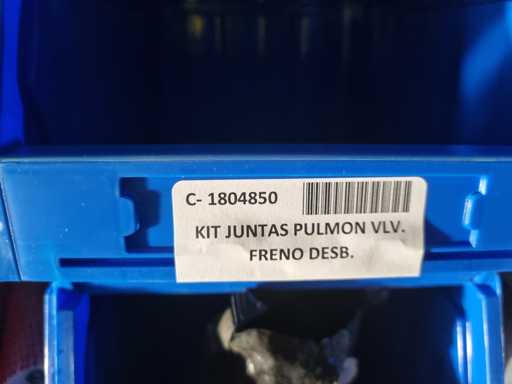 C- 1804850
KIT JUNTAS PULMON VLV.
FRENO DESB.